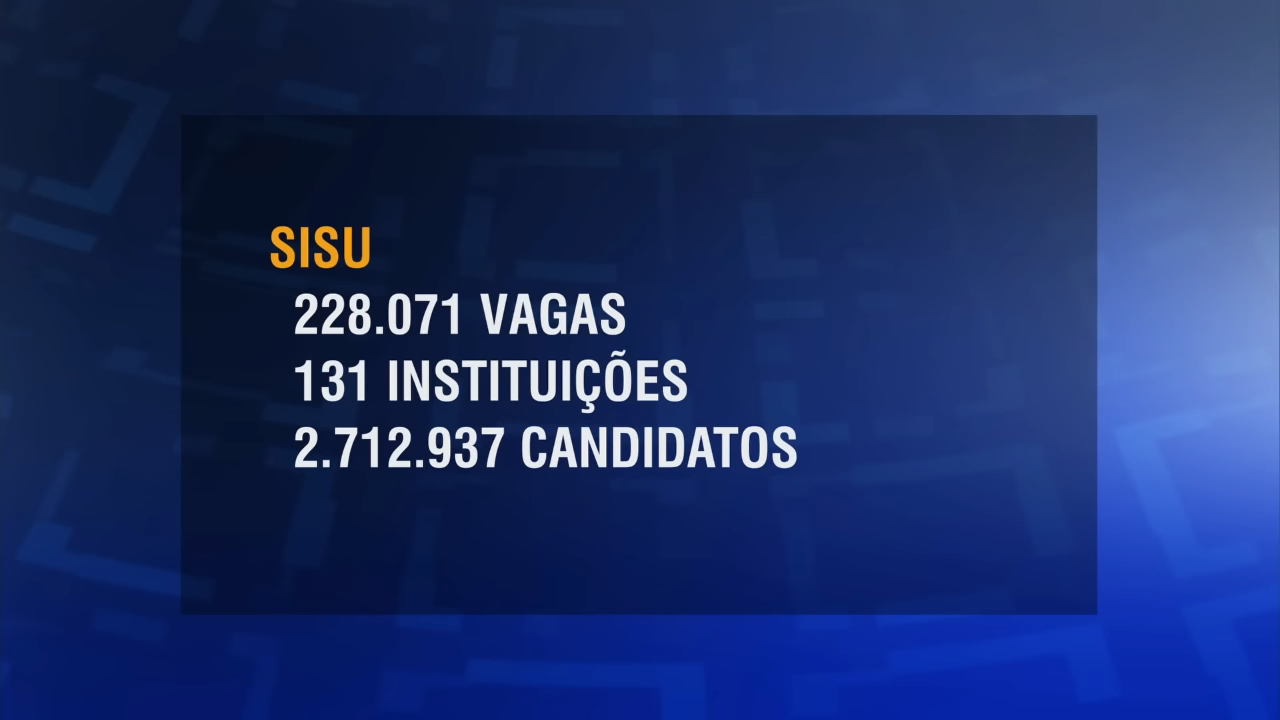 SISU
228.071 VAGAS
131 INSTITUIÇÕES
2.712.937 CANDIDATOS